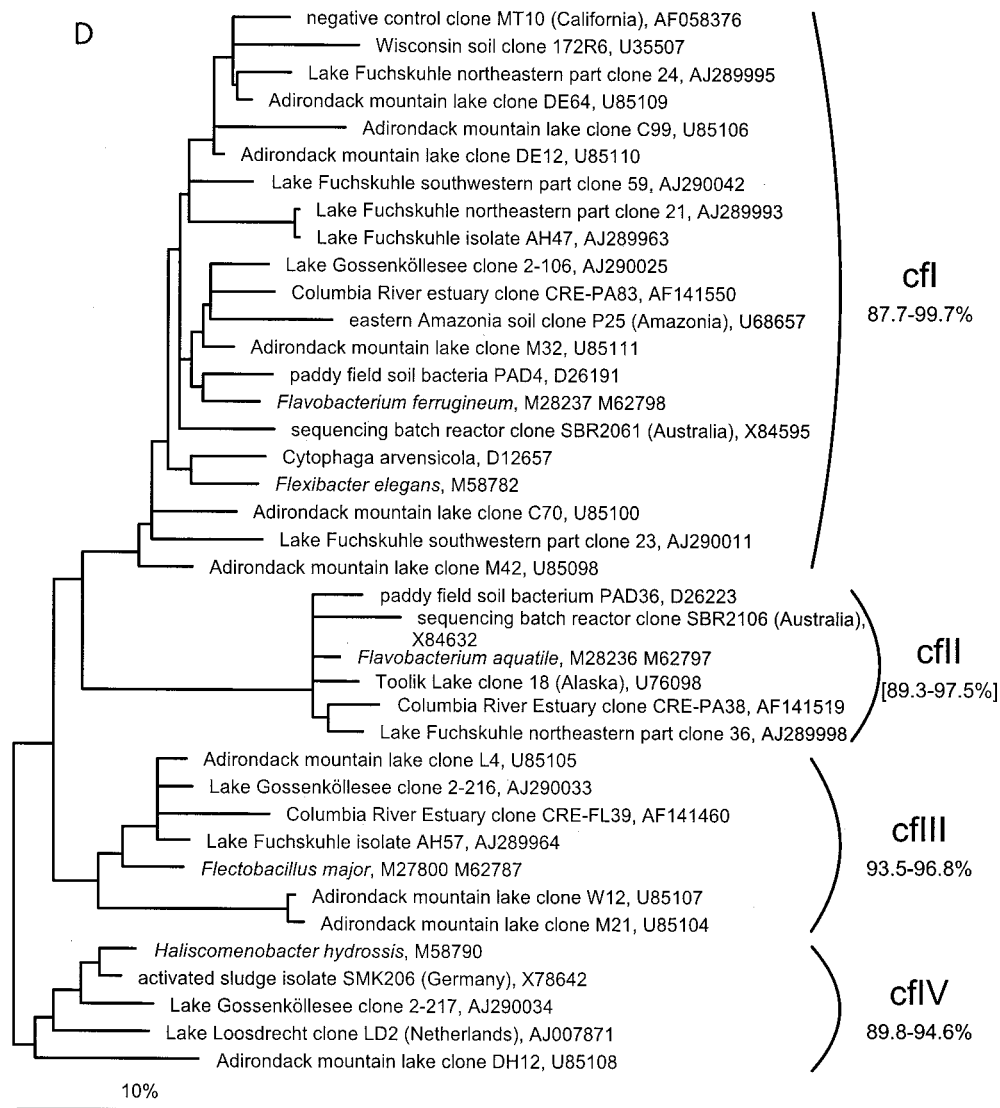 D
negative control clone MT10 (California), AF058376
Wisconsin soil clone 172R6, U35507
Lake Fuchskuhle northeastern part clone 24, AJ289995
Adirondack mountain lake clone DE64, U85109
Adirondack mountain lake clone C99, U85106
Adirondack mountain lake clone DE12, U85110
Lake Fuchskuhle southwestern part clone 59, AJ290042
Lake Fuchskuhle northeastern part clone 21, AJ289993
Lake Fuchskuhle isolate AH47, AJ289963
Lake Gossenköllesee clone 2-106, AJ290025
Columbia River estuary clone CRE-PA83, AF141550
eastern Amazonia soil clone P25 (Amazonia), U68657
Adirondack mountain lake clone M32, U85111
paddy field soil bacteria PAD4, D26191
Flavobacterium ferrugineum, M28237 M62798
sequencing batch reactor clone SBR2061 (Australia), X84595
Cytophaga arvensicola, D12657
Flexibacter elegans, M58782
Adirondack mountain lake clone C70, U85100
Lake Fuchskuhle southwestern part clone 23, AJ290011
Adirondack mountain lake clone M42, U85098
cfI
87.7-99.7%
paddy field soil bacterium PAD36, D26223
sequencing batch reactor clone SBR2106 (Australia),
X84632
Flavobacterium aquatile, M28236 M62797
Toolik Lake clone 18 (Alaska), U76098
Columbia River Estuary clone CRE-PA38, AF141519
Lake Fuchskuhle northeastern part clone 36, AJ289998
cfII
[89.3-97.5%]
Adirondack mountain lake clone L4, U85105
Lake Gossenköllesee clone 2-216, AJ290033
Columbia River Estuary clone CRE-FL39, AF141460
Lake Fuchskuhle isolate AH57, AJ289964
Flectobacillus major, M27800 M62787
Adirondack mountain lake clone W12, U85107
Adirondack mountain lake clone M21, U85104
cfIII
93.5-96.8%
Haliscomenobacter hydrossis, M58790
activated sludge isolate SMK206 (Germany), X78642
Lake Gossenköllesee clone 2-217, AJ290034
Lake Loosdrecht clone LD2 (Netherlands), AJ007871
Adirondack mountain lake clone DH12, U85108
cfIV
89.8-94.6%
10%